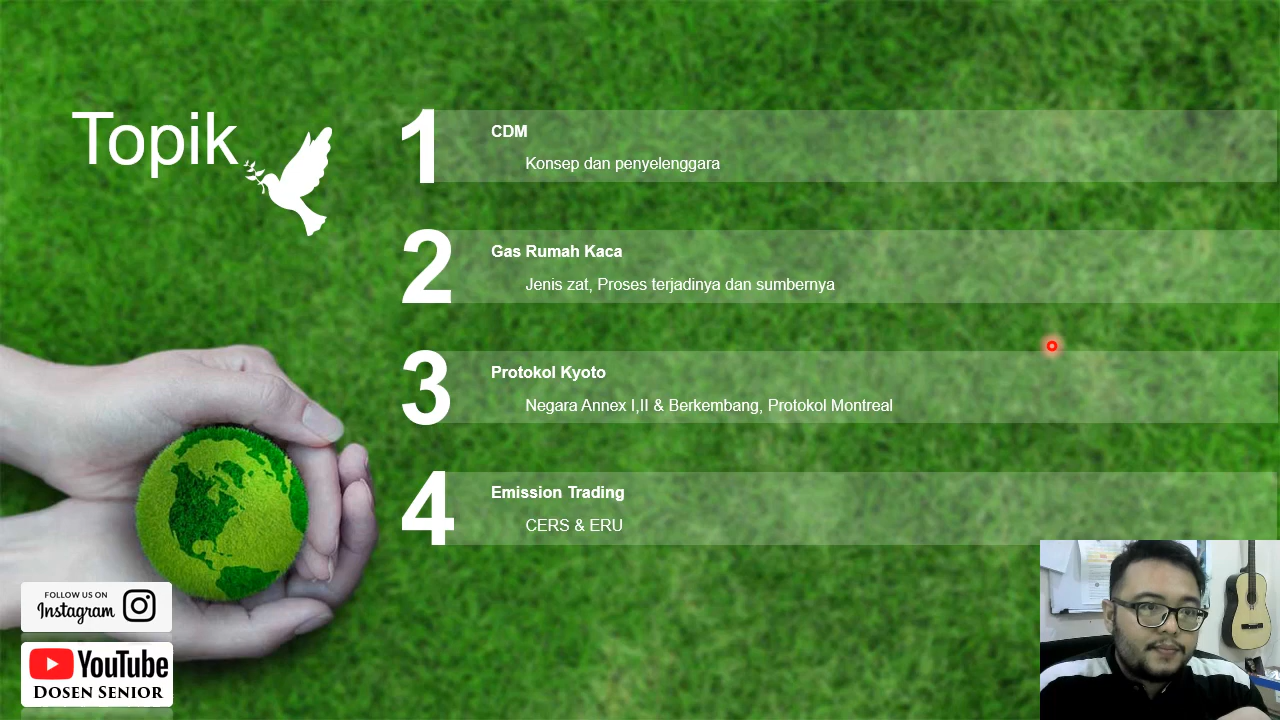 Topik
1
CDM
Konsep dan penyelenggara
2
Gas Rumah Kaca
Jenis zat, Proses terjadinya dan sumbernya
3
Protokol Kyoto
Negara Annex I,II & Berkembang, Protokol Montreal
4
Emission Trading
CERS & ERU
FOLLOW US ON
Instagram
YouTube
DOSEN SENIOR